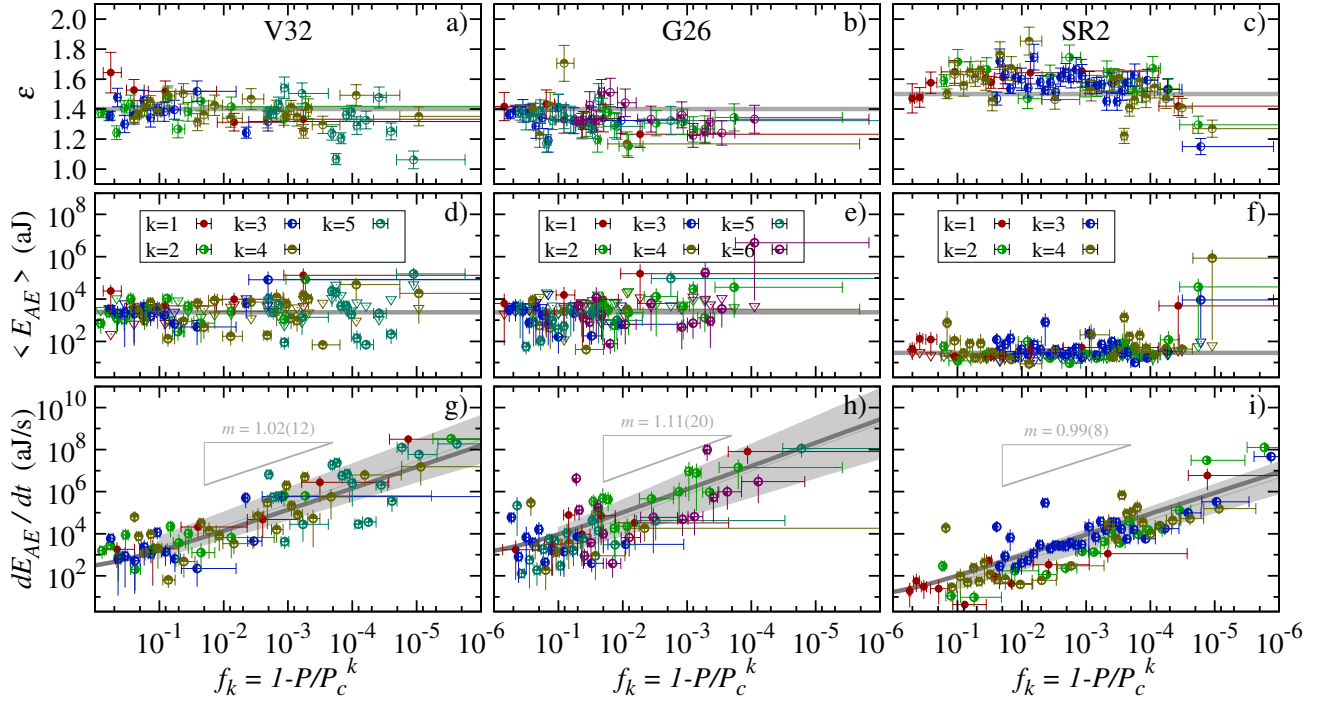 V32 a)
G26 b)
SR2 c)
2.0
1.8
1.6
1.4
1.2
1.0
ε
d) e) f)
k=1 k=3 k=5
k=2 k=4
k=1 k=3 k=5
k=2 k=4 k=6
k=1 k=3
k=2 k=4
10^8
10^6
10^4
10^2
< E_AE > (aJ)
g) h) i)
m = 1.02(12)
m = 1.11(20)
m = 0.99(8)
10^10
10^8
10^6
10^4
10^2
dE_AE / dt (aJ/s)
10^-1 10^-2 10^-3 10^-4 10^-5 10^-6
10^-1 10^-2 10^-3 10^-4 10^-5 10^-6
10^-1 10^-2 10^-3 10^-4 10^-5 10^-6
f_k = 1-P/P_c^k
f_k = 1-P/P_c^k
f_k = 1-P/P_c^k